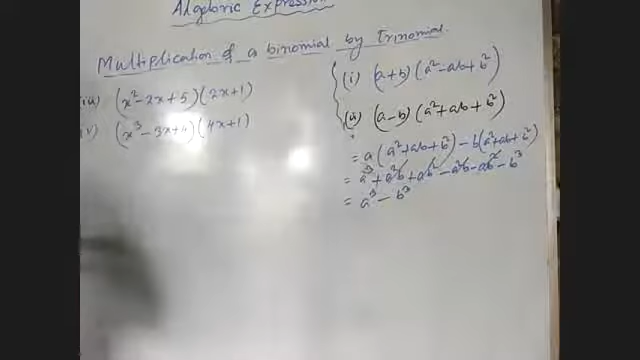 Algebraic Expression
Multiplication of a binomial by trinomial.
iii) (x²-2x+5)(2x+1)
iv) (x³-3x+4)(4x+1)
(i) (a+b)(a²-ab+b²)
(ii) (a-b)(a²+ab+b²)
= a(a²+ab+b²)-b(a²+ab+b²)
= a³+a²b+ab²-a²b-ab²-b³
= a³-b³